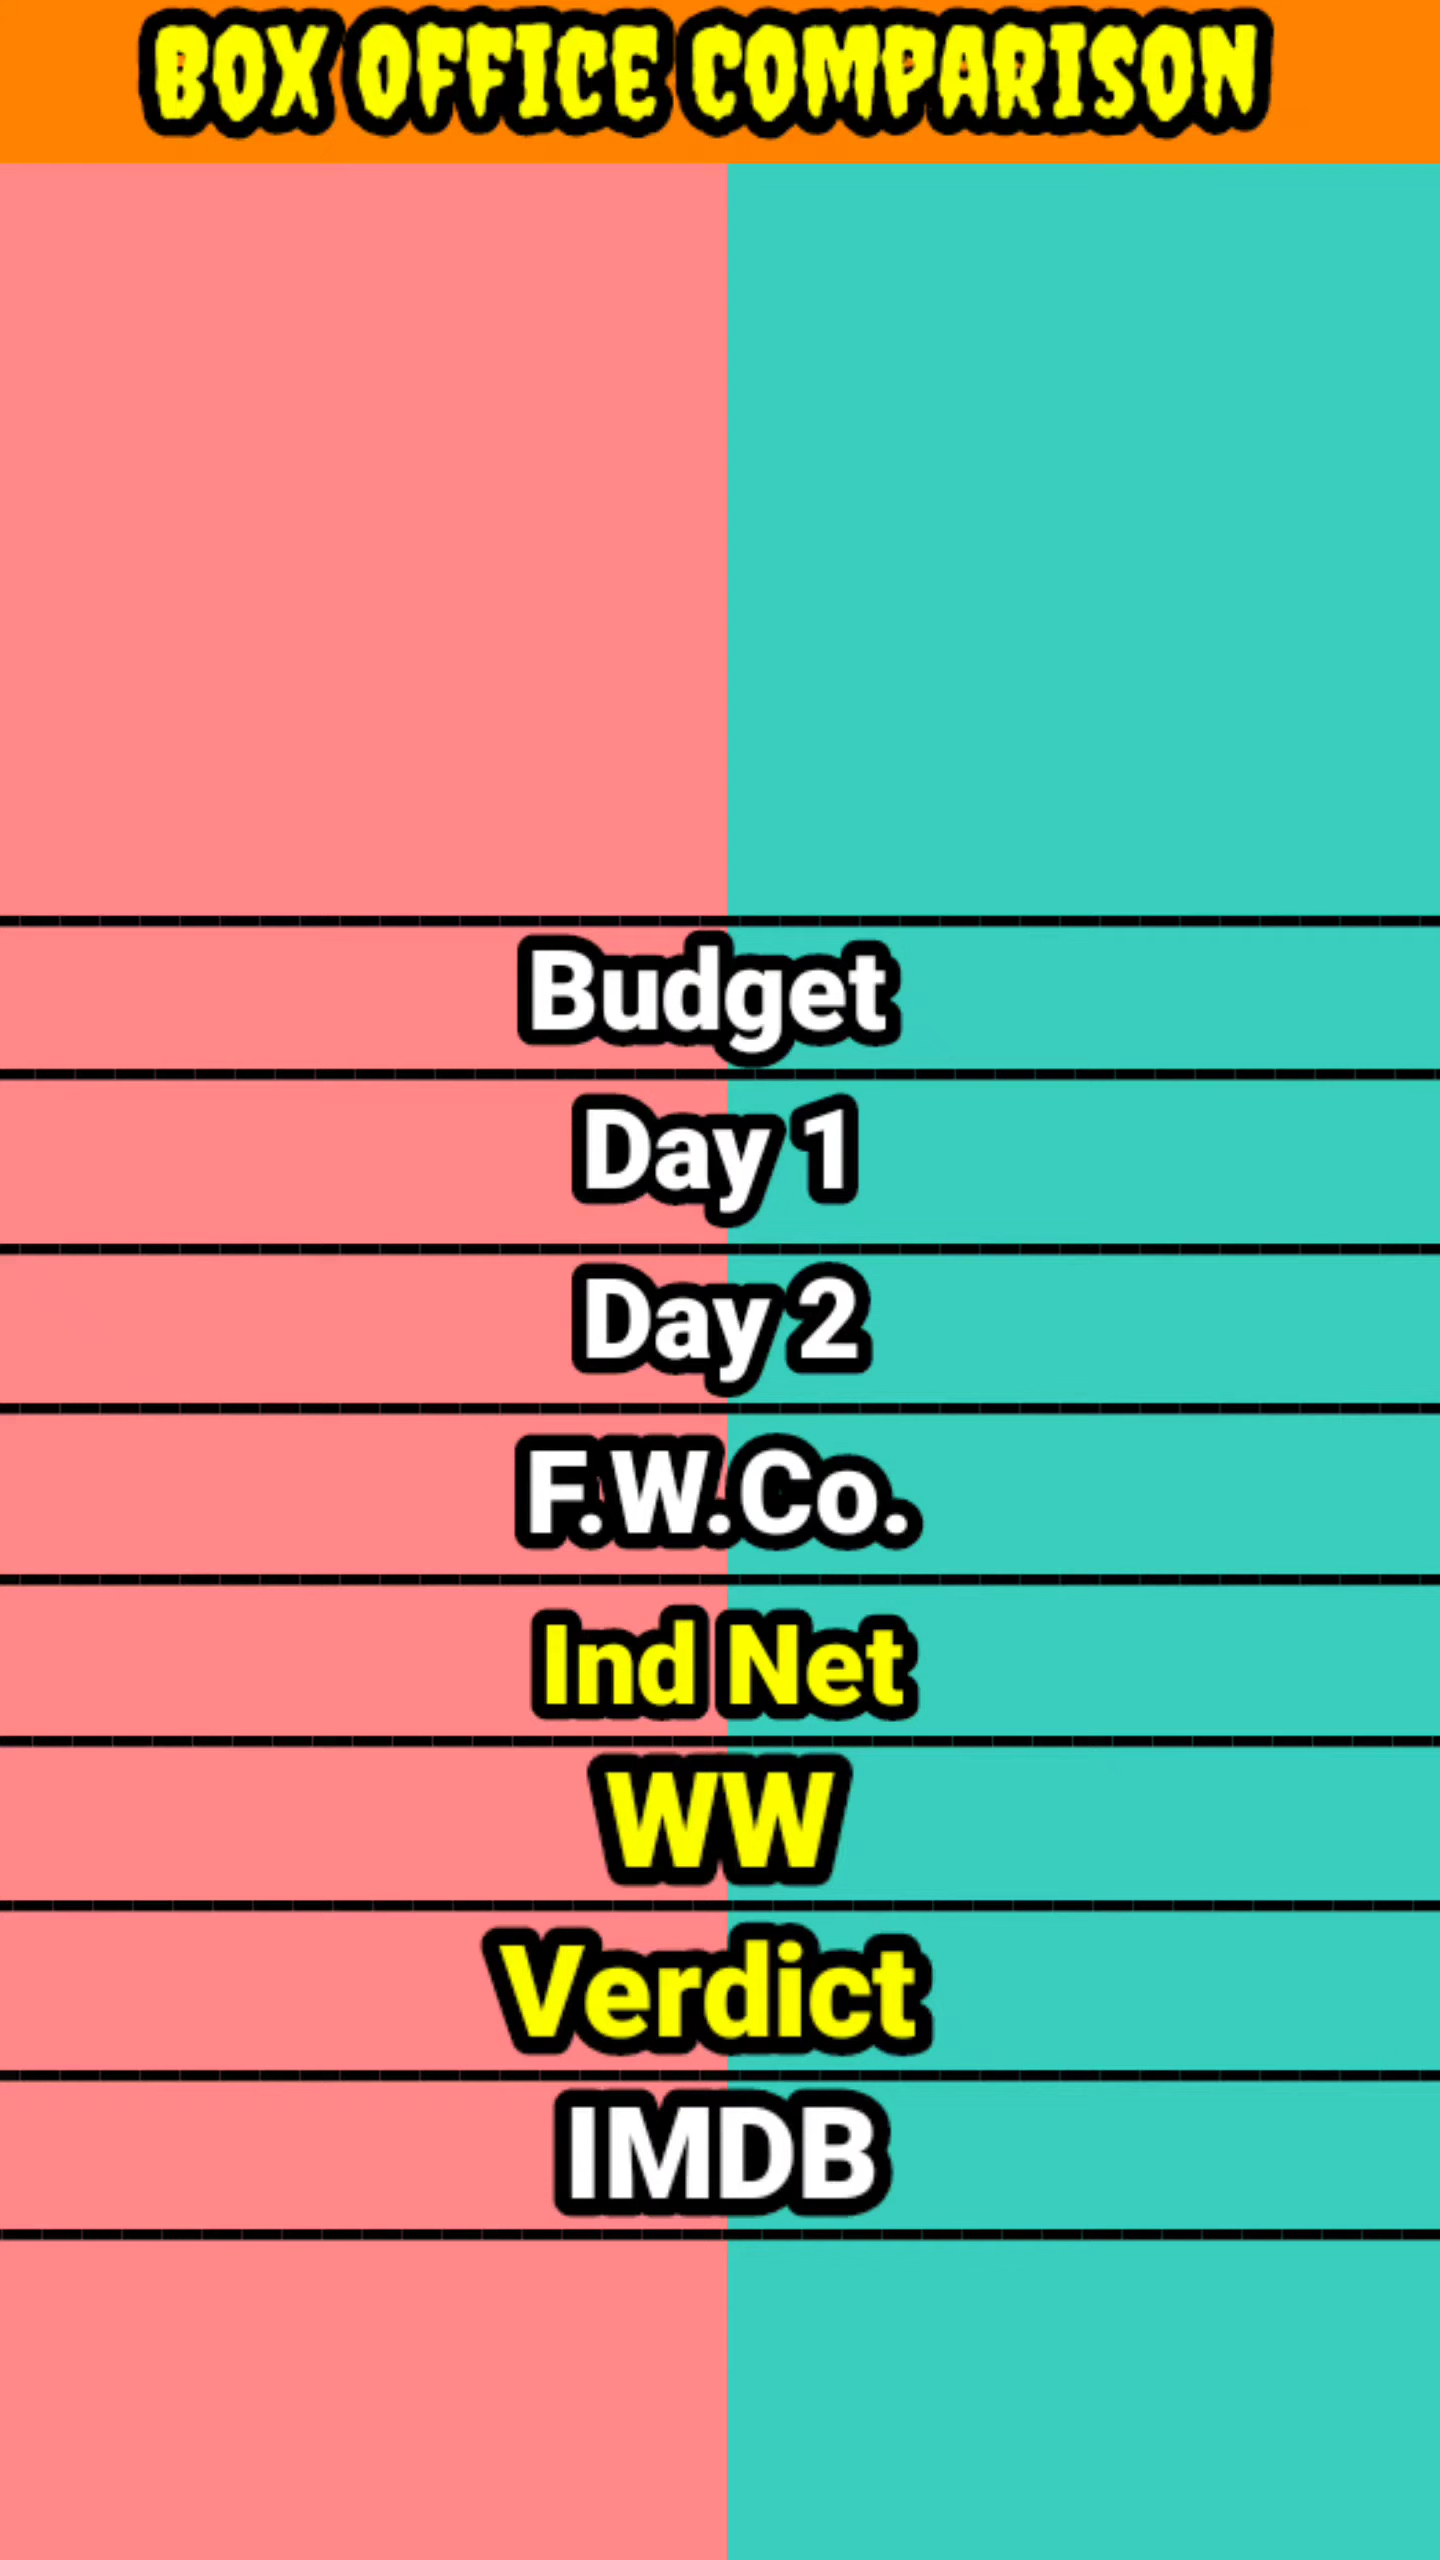 BOX OFFICE COMPARISON
Budget
Day 1
Day 2
F.W.Co.
Ind Net
WW
Verdict
IMDB